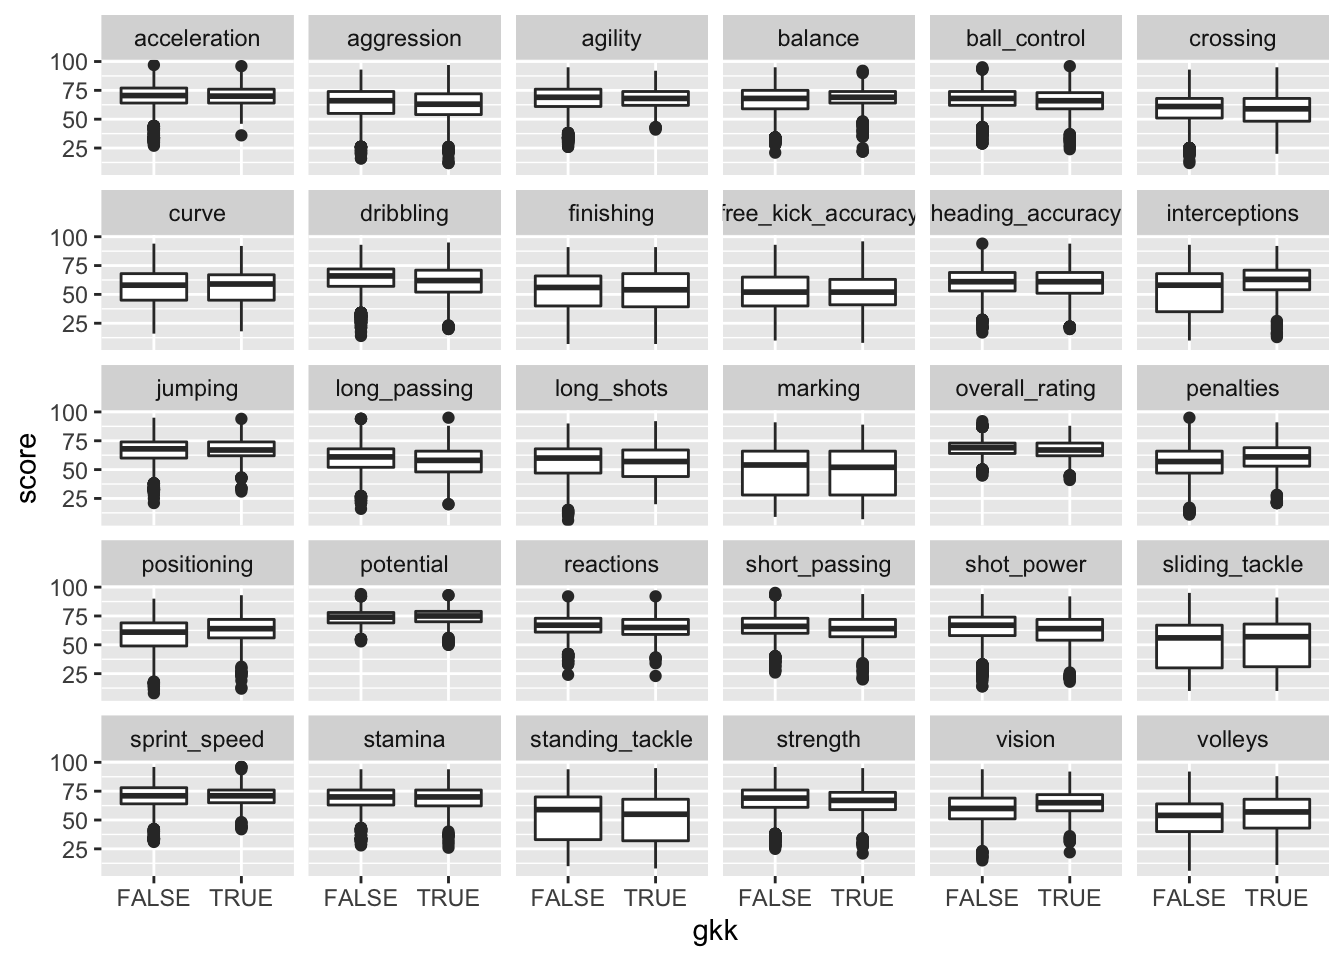 acceleration aggression agility balance ball_control crossing
100
75
50
25
curve dribbling finishing free_kick_accuracy heading_accuracy interceptions
100
75
50
25
jumping long_passing long_shots marking overall_rating penalties
100
75
50
25
score
positioning potential reactions short_passing shot_power sliding_tackle
100
75
50
25
sprint_speed stamina standing_tackle strength vision volleys
100
75
50
25
FALSE TRUE FALSE TRUE FALSE TRUE FALSE TRUE FALSE TRUE FALSE TRUE
gkk